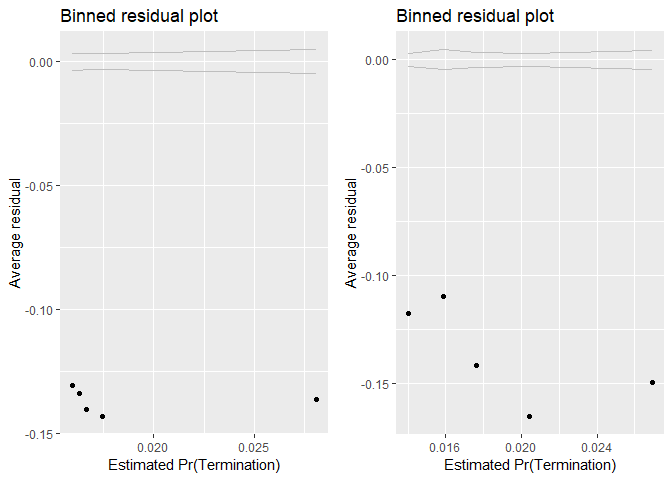 Binned residual plot
0.00
-0.05
-0.10
-0.15
Average residual
0.020
0.025
Estimated Pr(Termination)
Binned residual plot
0.00
-0.05
-0.10
-0.15
Average residual
0.016
0.020
0.024
Estimated Pr(Termination)